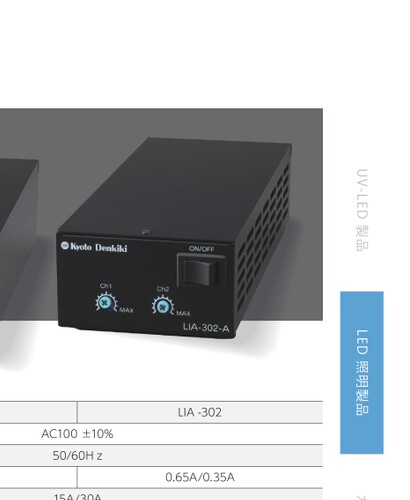 Kyoto Denkiki
ON/OFF
Ch1
Ch2
MAX
MAX
LIA-302-A
UV-LED 製品
LED 照明製品
LIA -302
AC100 ±10%
50/60H z
0.65A/0.35A
15A/30A